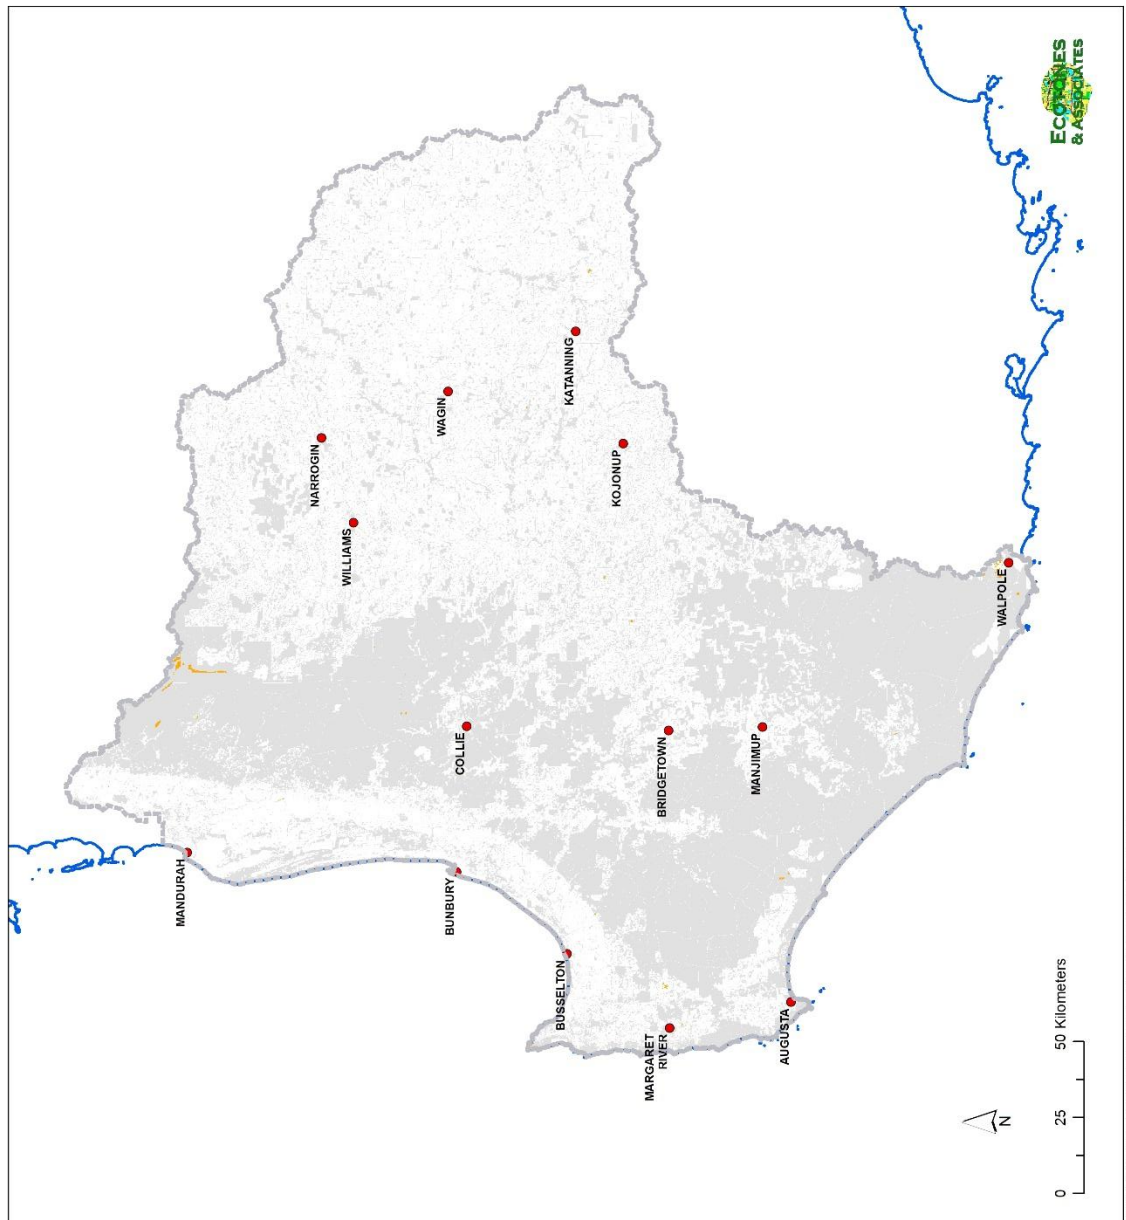 ECOTONES
& ASSOCIATES
NARROGIN
WAGIN
KATANNING
WILLIAMS
KOJONUP
WALPOLE
COLLIE
BRIDGETOWN
MANJIMUP
MANDURAH
BUNBURY
BUSSELTON
MARGARET
RIVER
AUGUSTA
N
0 25 50 Kilometers